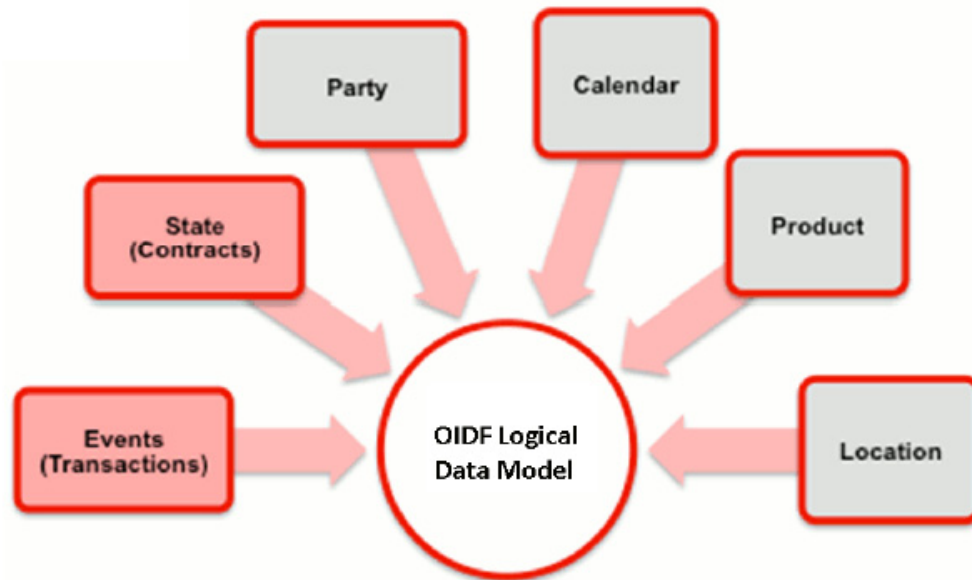 Party
Calendar
State
(Contracts)
Product
Events
(Transactions)
OIDF Logical
Data Model
Location